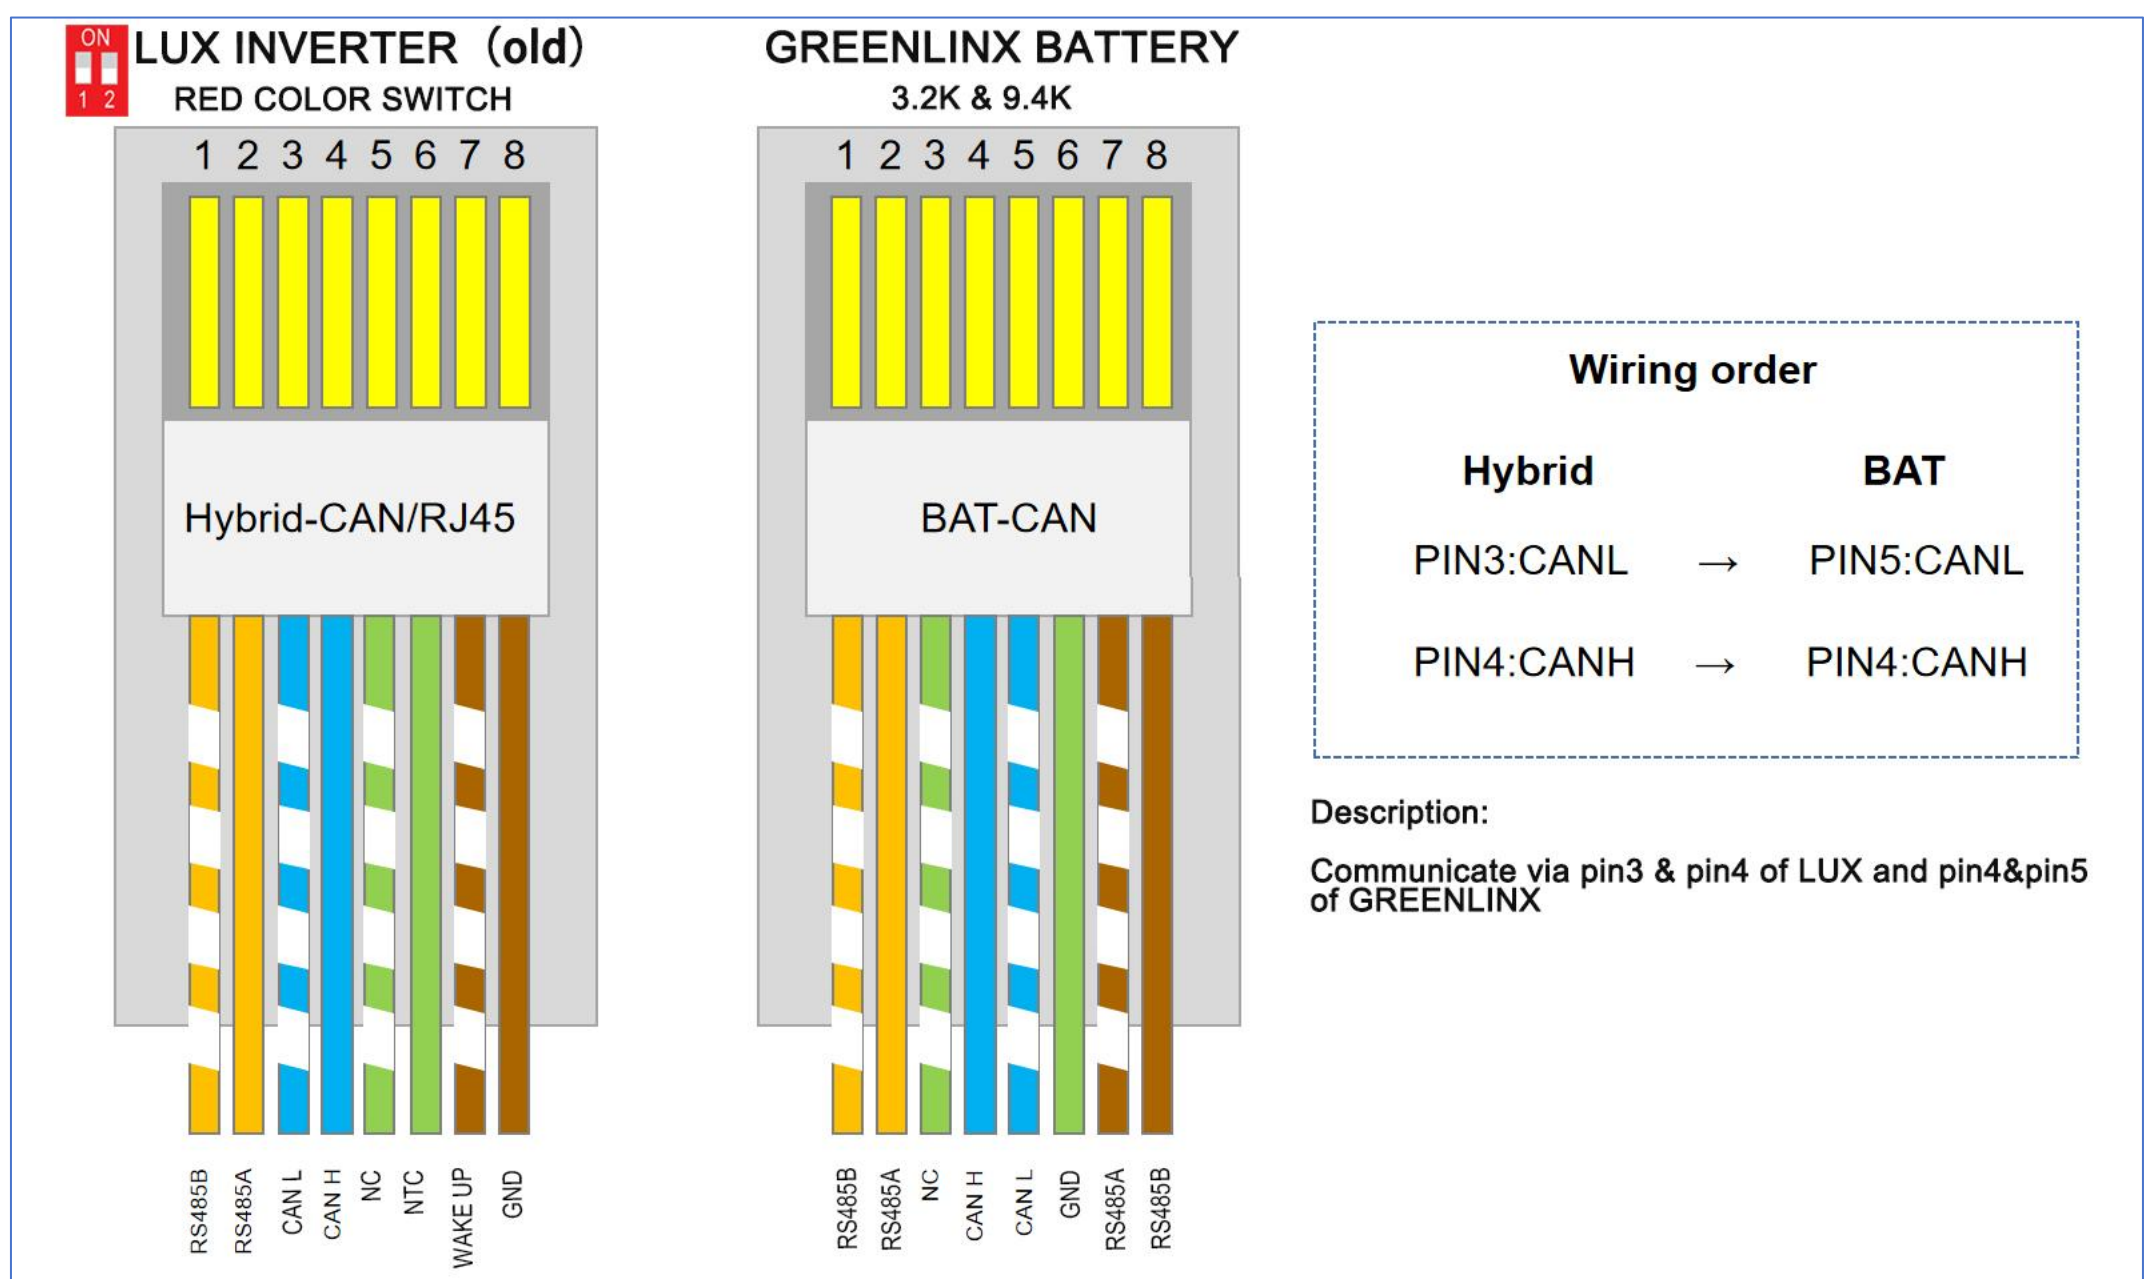 ON
1 2
LUX INVERTER（old）
RED COLOR SWITCH
1 2 3 4 5 6 7 8
Hybrid-CAN/RJ45
RS485B
RS485A
CAN L
CAN H
NC
NTC
WAKE UP
GND
GREENLINX BATTERY
3.2K & 9.4K
1 2 3 4 5 6 7 8
BAT-CAN
RS485B
RS485A
NC
CAN H
CAN L
GND
RS485A
RS485B
Wiring order
Hybrid BAT
PIN3:CANL → PIN5:CANL
PIN4:CANH → PIN4:CANH
Description:
Communicate via pin3 & pin4 of LUX and pin4&pin5
of GREENLINX